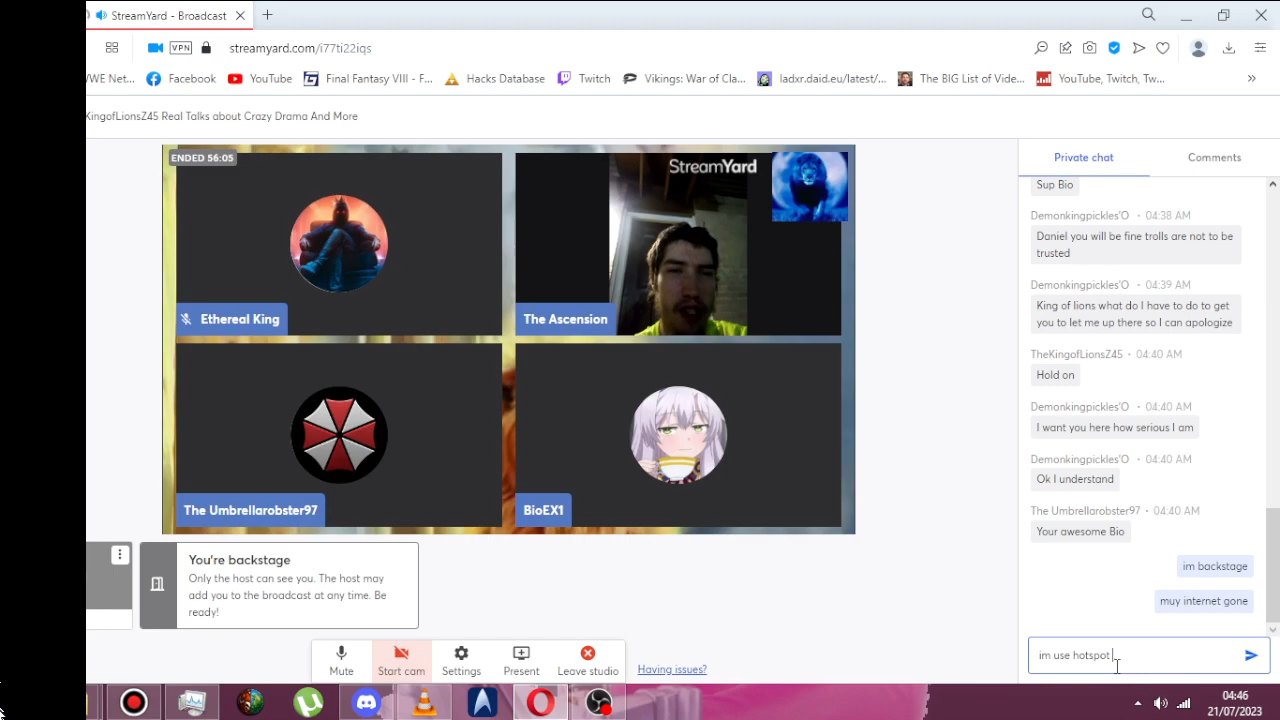 StreamYard - Broadcast
VPN
streamyard.com/i77ti22iqs
WWE Net...
Facebook
YouTube
Final Fantasy VIII - F...
Hacks Database
Twitch
Vikings: War of Cla...
ladxr.daid.eu/latest/...
The BIG List of Vide...
YouTube, Twitch, Tw...
KingofLionsZ45 Real Talks about Crazy Drama And More
ENDED 56:05
StreamYard
Ethereal King
The Ascension
The Umbrellarobster97
BioEX1
You're backstage
Only the host can see you. The host may
add you to the broadcast at any time. Be
ready!
Mute
Start cam
Settings
Present
Leave studio
Having issues?
Private chat
Comments
Sup Bio
Demonkingpickles'O • 04:38 AM
Daniel you will be fine trolls are not to be
trusted
Demonkingpickles'O • 04:39 AM
King of lions what do I have to do to get
you to let me up there so I can apologize
TheKingofLionsZ45 • 04:40 AM
Hold on
Demonkingpickles'O • 04:40 AM
I want you here how serious I am
Demonkingpickles'O • 04:40 AM
Ok I understand
The Umbrellarobster97 • 04:40 AM
Your awesome Bio
im backstage
muy internet gone
im use hotspot
04:46
21/07/2023